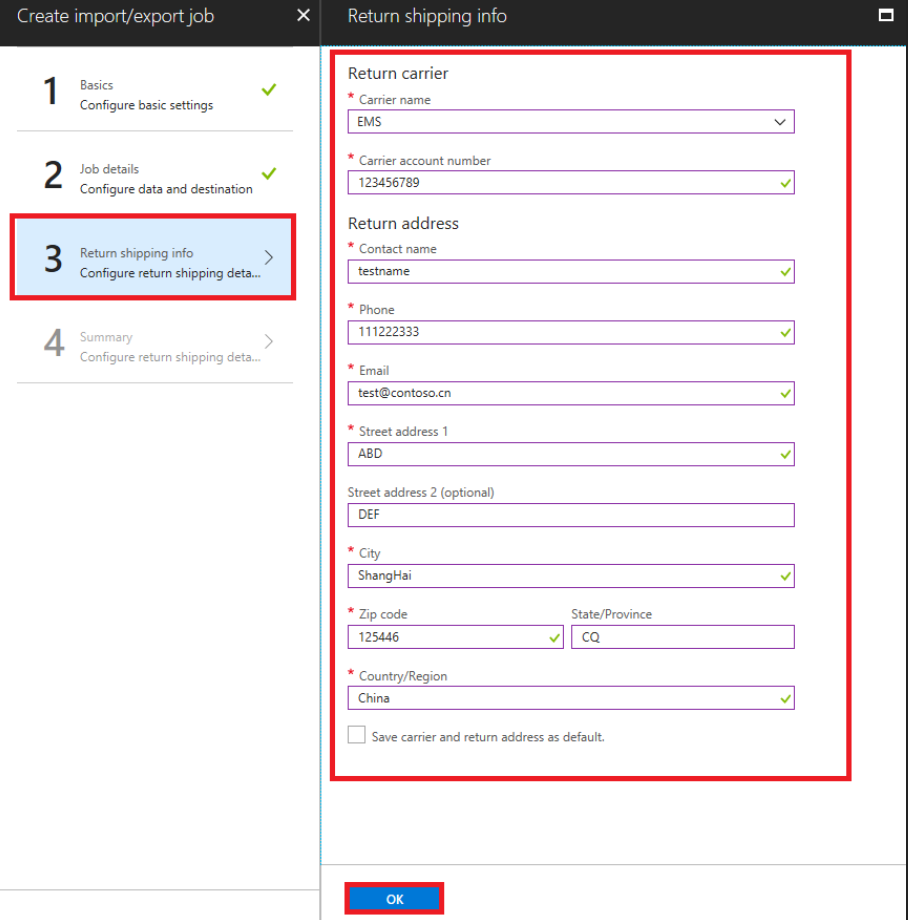 Create import/export job
1
Basics
Configure basic settings
2
Job details
Configure data and destination
3
Return shipping info
Configure return shipping deta...
4
Summary
Configure return shipping deta...
Return shipping info
Return carrier
* Carrier name
EMS
* Carrier account number
123456789
Return address
* Contact name
testname
* Phone
111222333
* Email
test@contoso.cn
* Street address 1
ABD
Street address 2 (optional)
DEF
* City
ShangHai
* Zip code
125446
State/Province
CQ
* Country/Region
China
Save carrier and return address as default.
OK